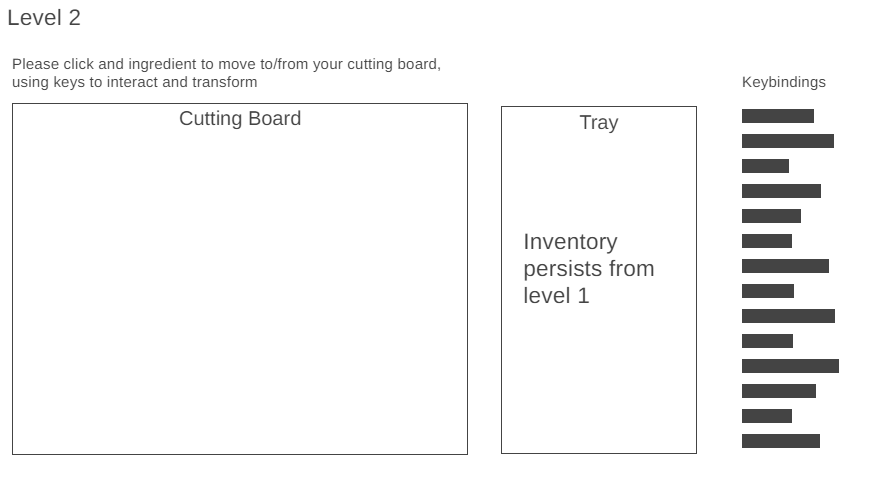 Level 2
Please click and ingredient to move to/from your cutting board,
using keys to interact and transform
Cutting Board
Tray
Inventory
persists from
level 1
Keybindings